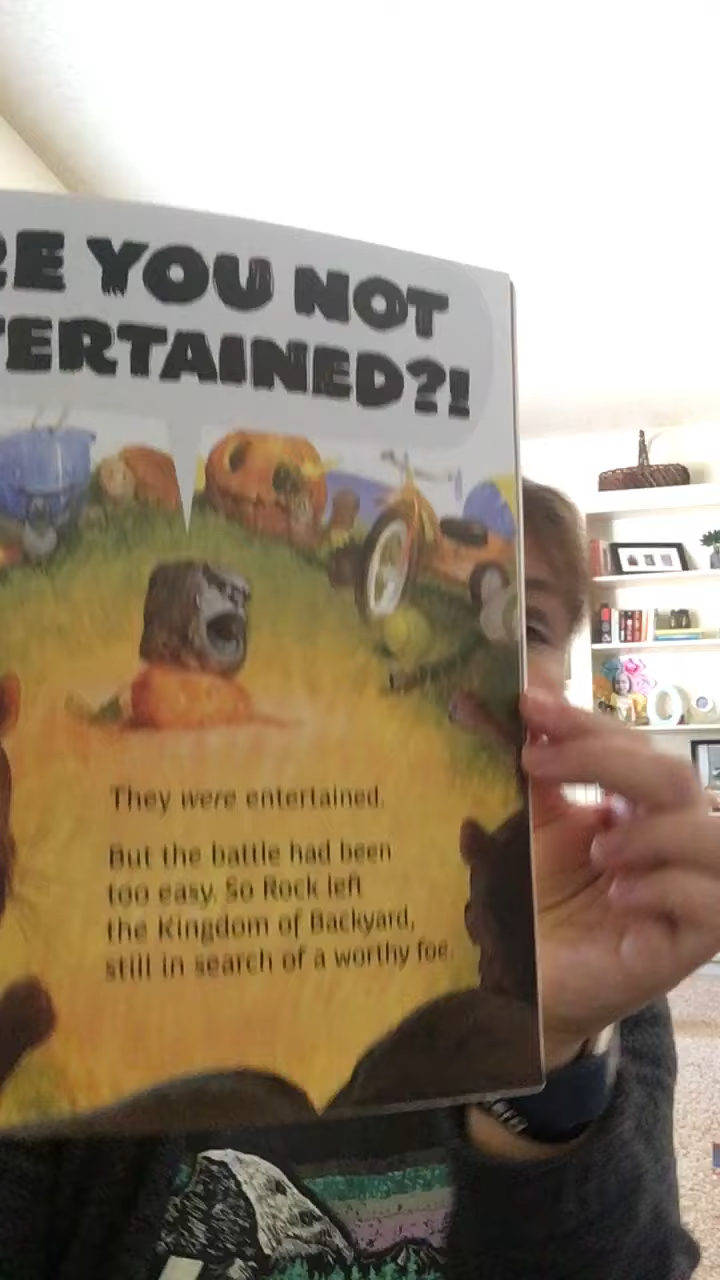 RE YOU NOT
TERTAINED?!
They were entertained.
But the battle had been
too easy. So Rock left
the Kingdom of Backyard,
still in search of a worthy foe.